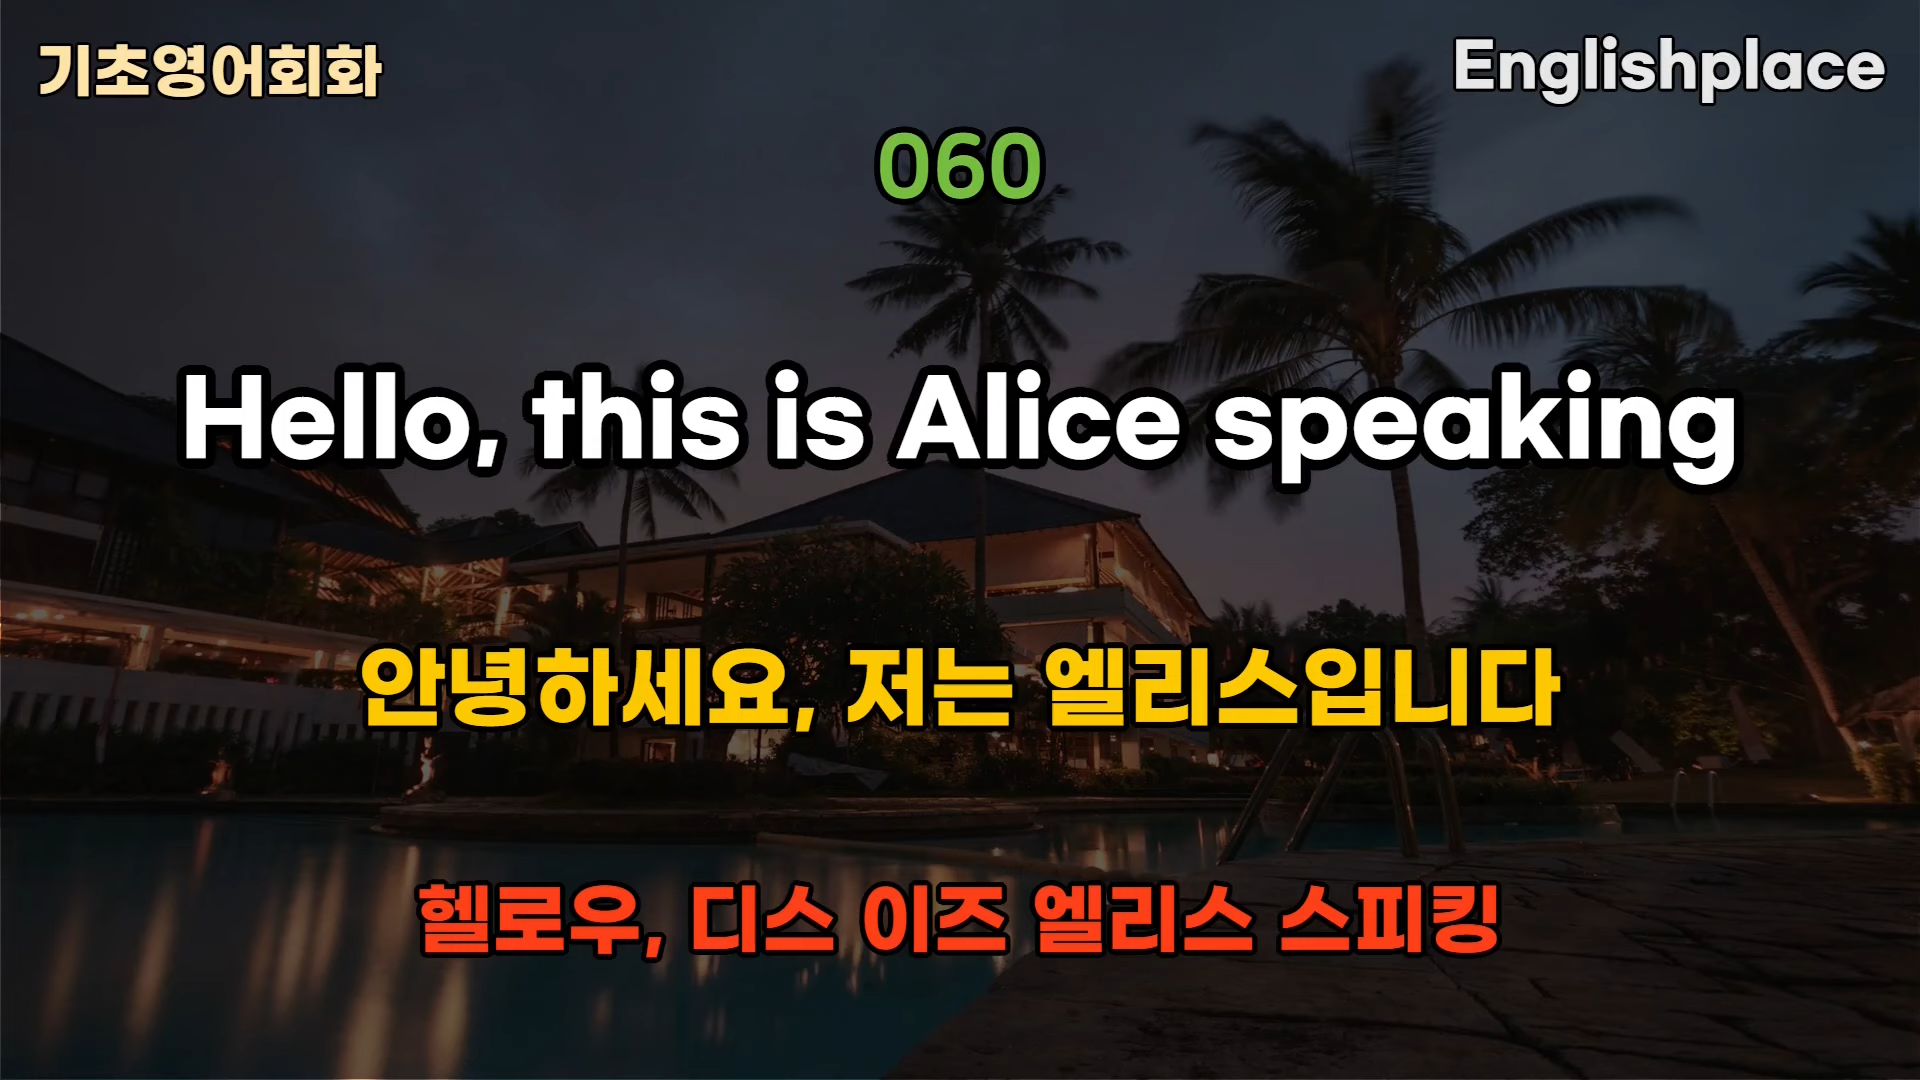 기초영어회화
Englishplace
060
Hello, this is Alice speaking
안녕하세요, 저는 엘리스입니다
헬로우, 디스 이즈 엘리스 스피킹